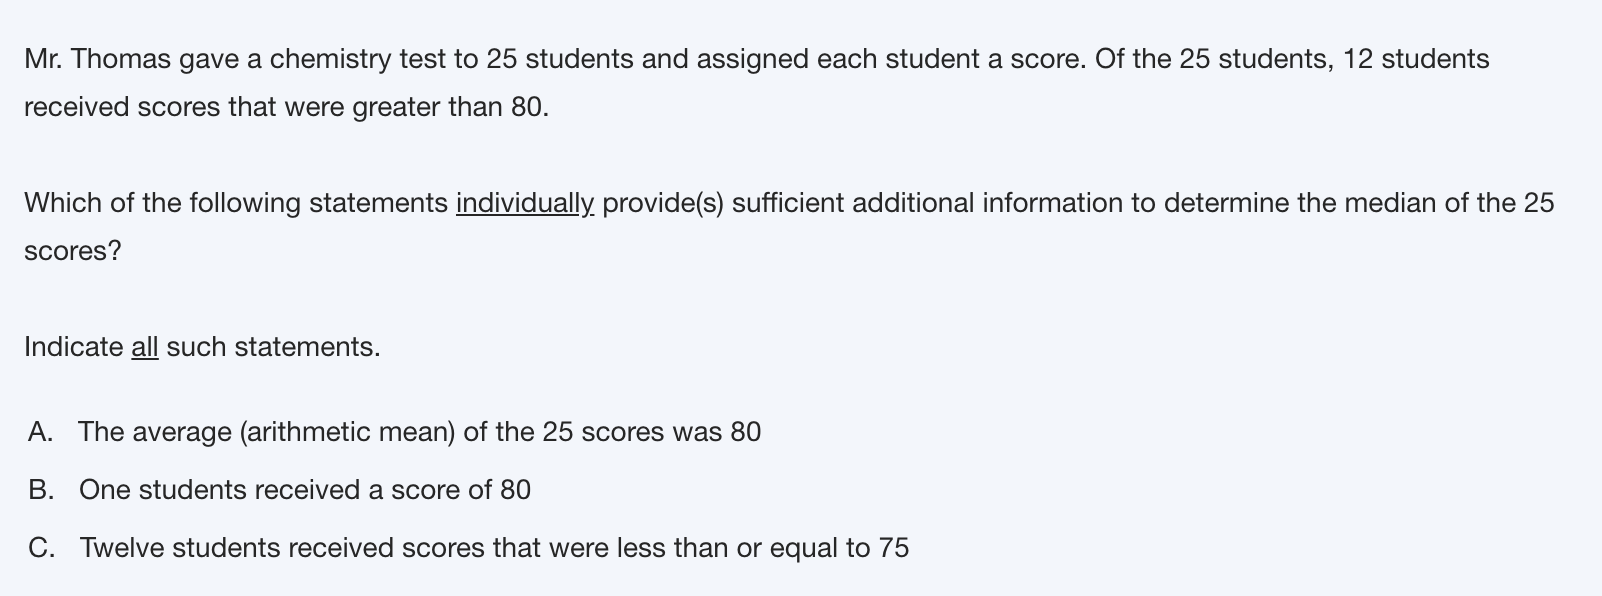 Mr. Thomas gave a chemistry test to 25 students and assigned each student a score. Of the 25 students, 12 students
received scores that were greater than 80.
Which of the following statements individually provide(s) sufficient additional information to determine the median of the 25
scores?
Indicate all such statements.
A. The average (arithmetic mean) of the 25 scores was 80
B. One students received a score of 80
C. Twelve students received scores that were less than or equal to 75